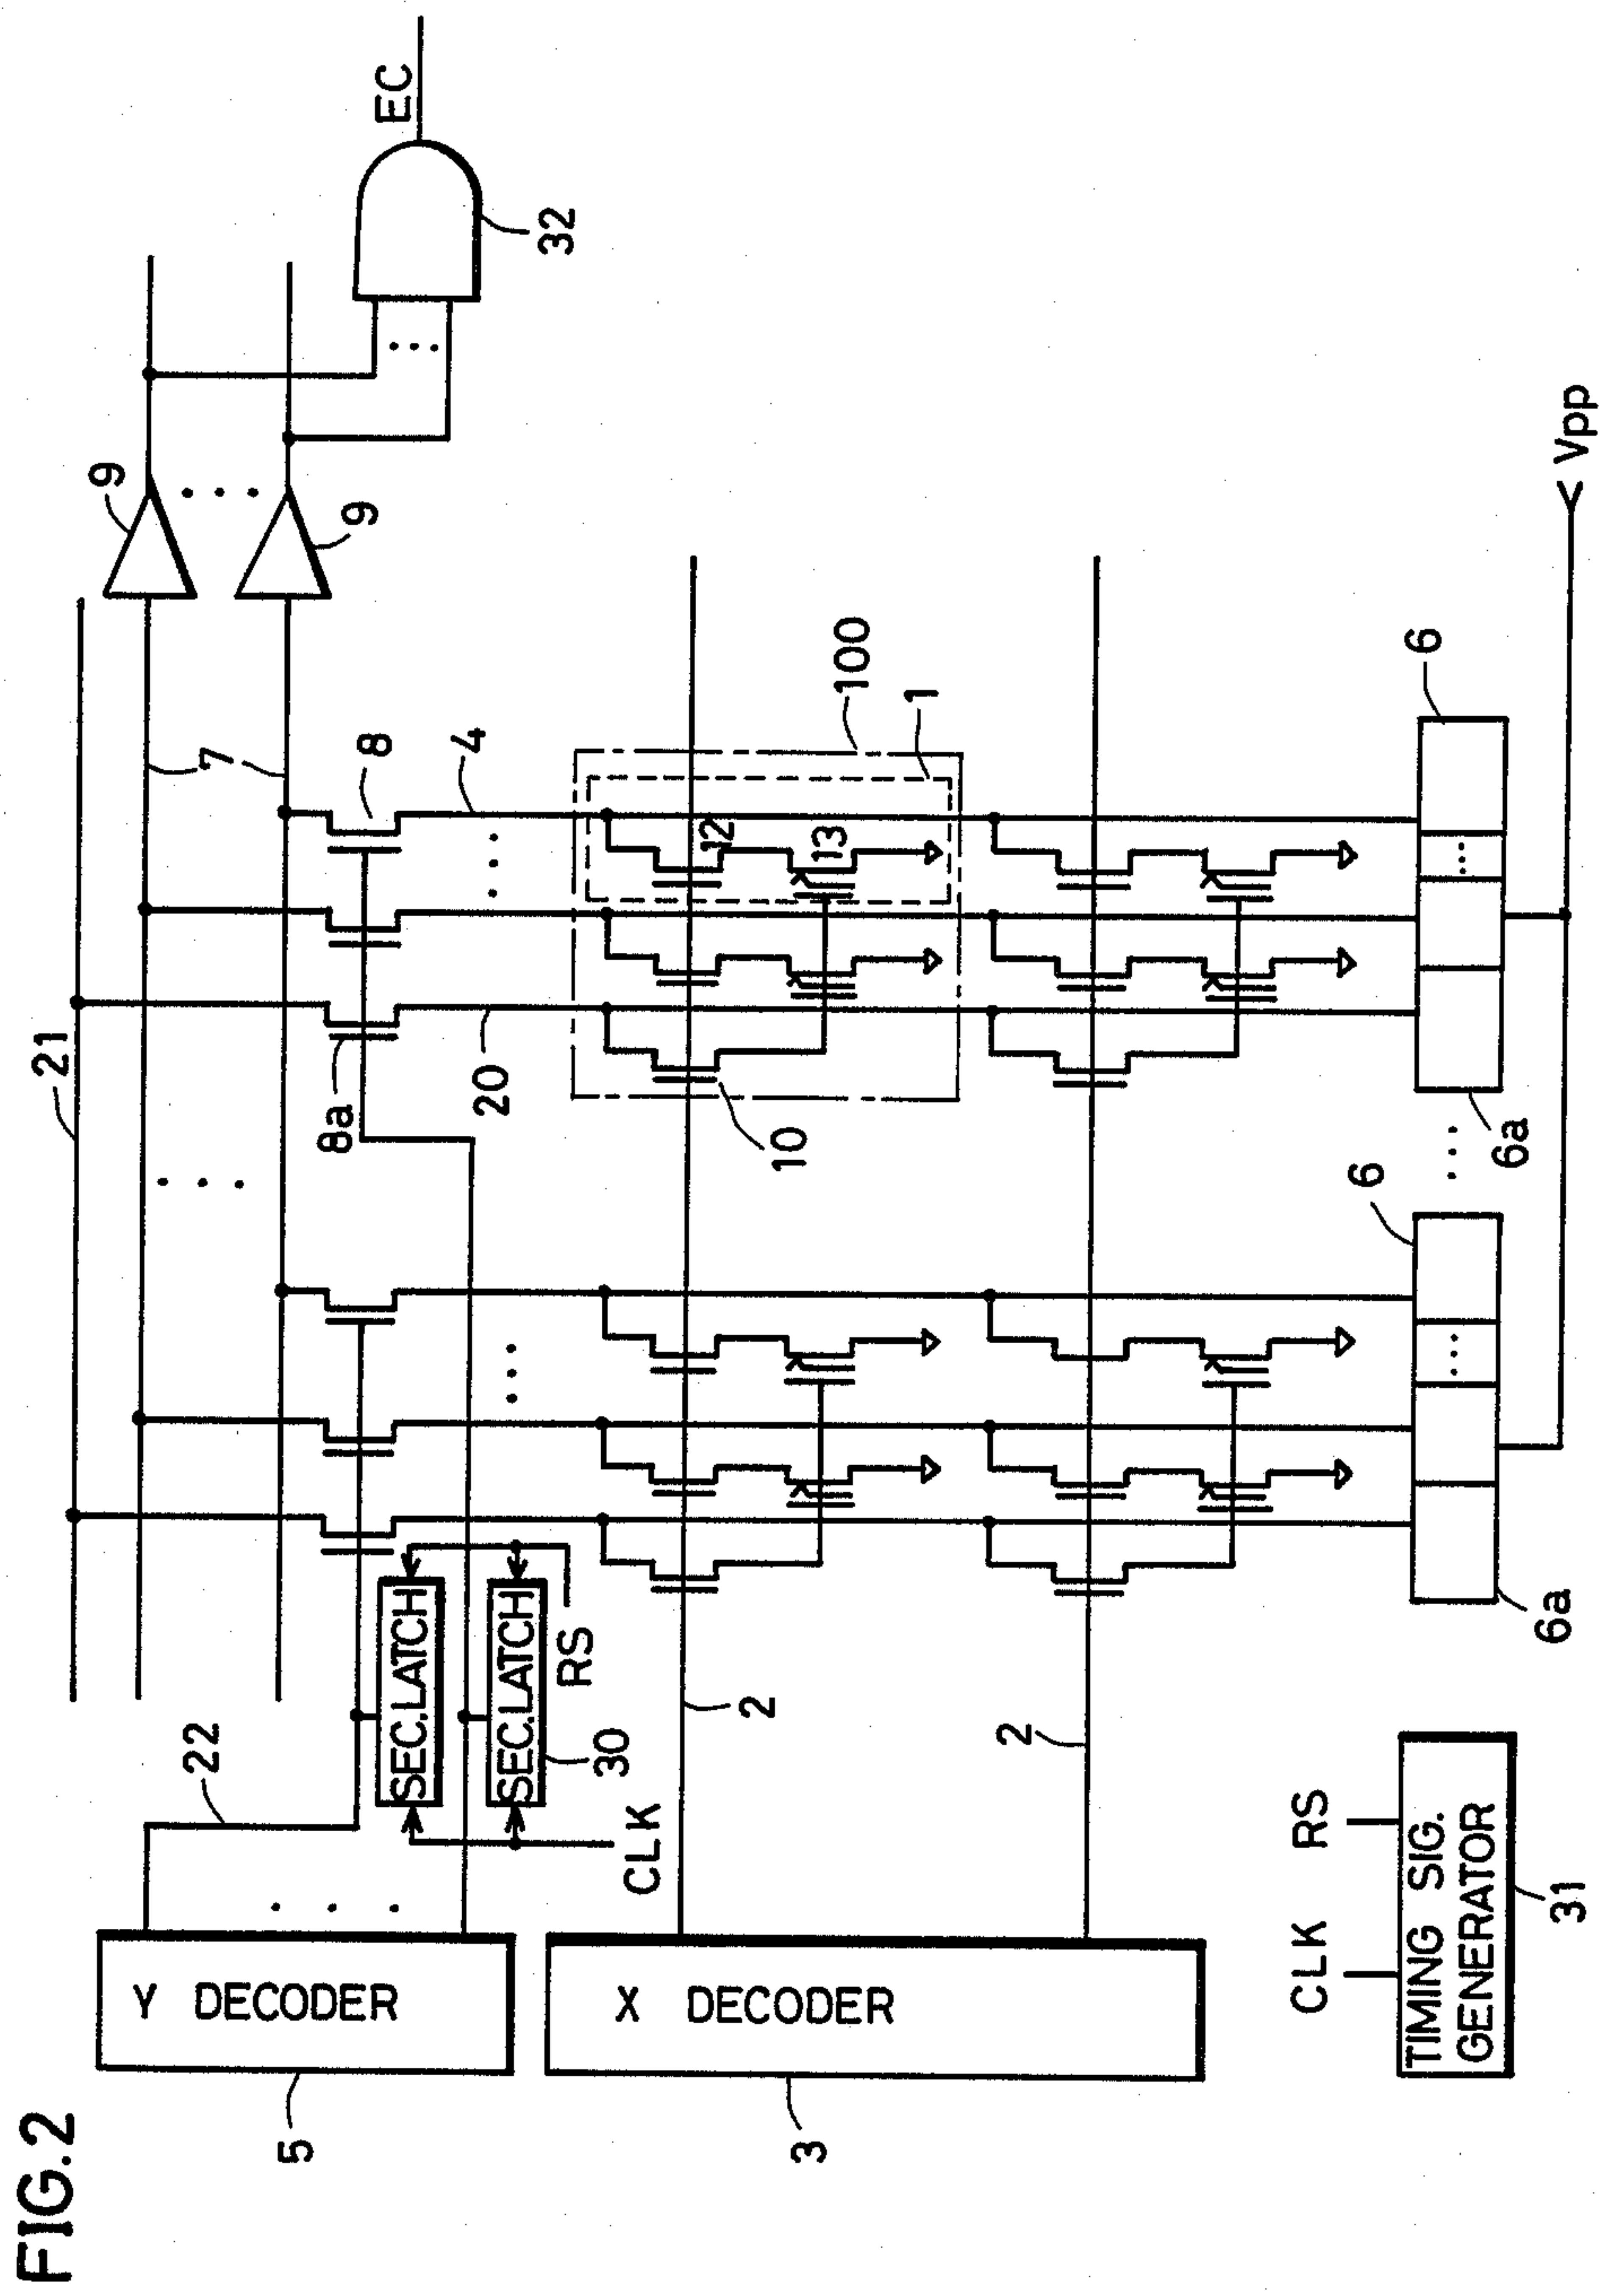 FIG.2
5
Y DECODER
22
21
7
9
9
EC
32
SEC.LATCH
SEC.LATCH
30
RS
CLK
8a
8
20
4
3
X DECODER
2
2
10
12
13
100
1
CLK RS
TIMING SIG.
GENERATOR
31
6a
6
6a
6
Vpp